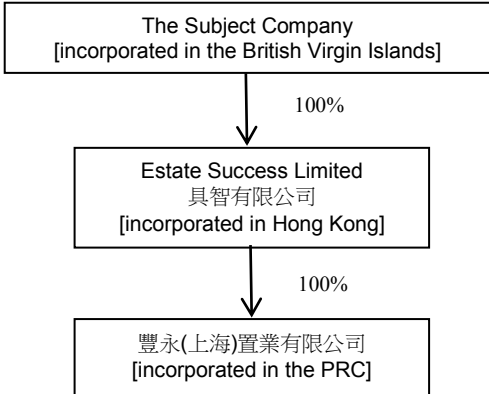 The Subject Company
[incorporated in the British Virgin Islands]
100%
Estate Success Limited
具智有限公司
[incorporated in Hong Kong]
100%
豐永(上海)置業有限公司
[incorporated in the PRC]